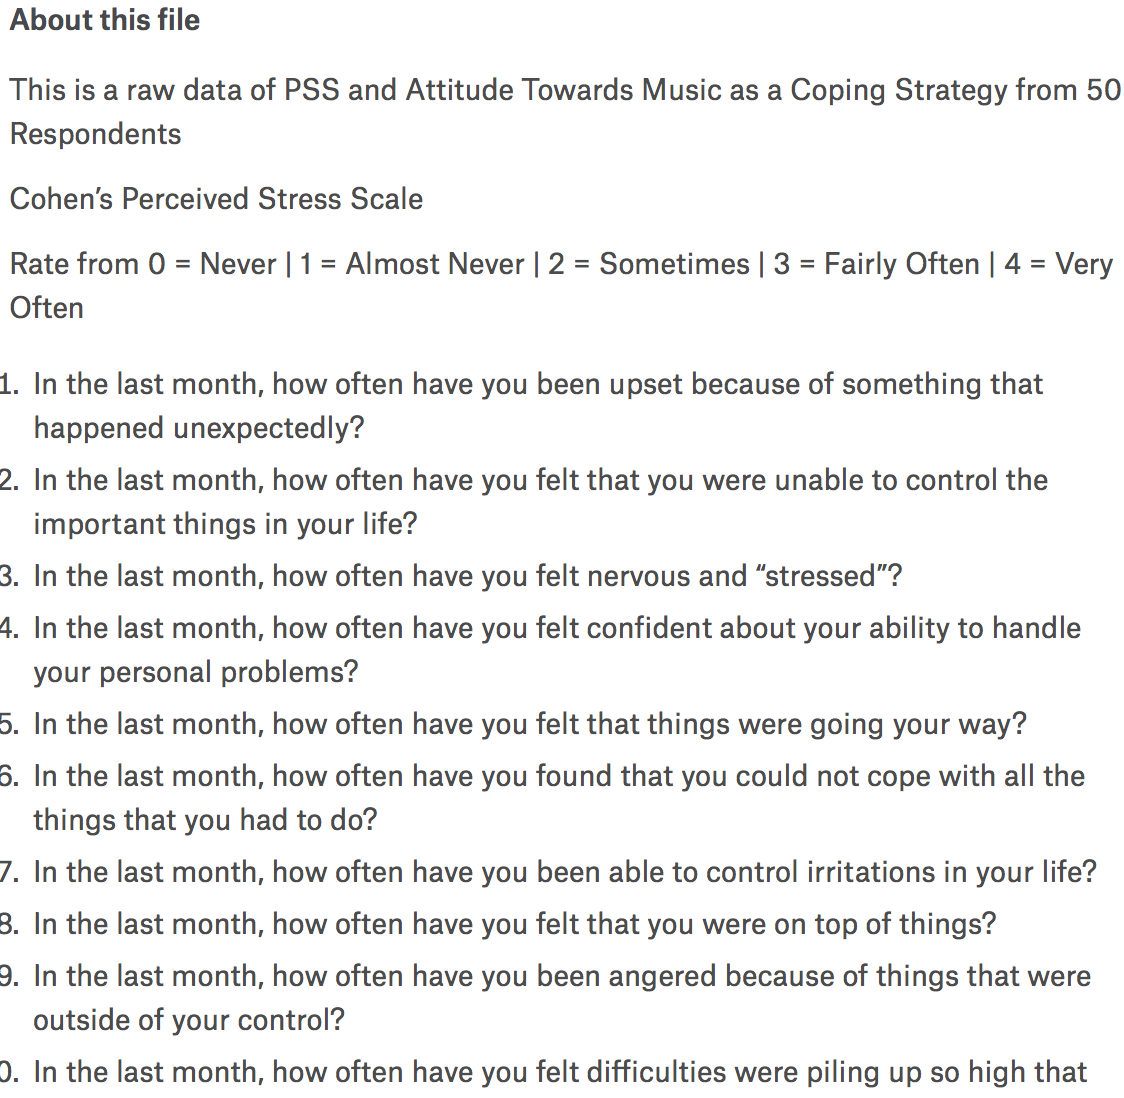 About this file
This is a raw data of PSS and Attitude Towards Music as a Coping Strategy from 50
Respondents
Cohen’s Perceived Stress Scale
Rate from 0 = Never | 1 = Almost Never | 2 = Sometimes | 3 = Fairly Often | 4 = Very
Often
1. In the last month, how often have you been upset because of something that
happened unexpectedly?
2. In the last month, how often have you felt that you were unable to control the
important things in your life?
3. In the last month, how often have you felt nervous and “stressed”?
4. In the last month, how often have you felt confident about your ability to handle
your personal problems?
5. In the last month, how often have you felt that things were going your way?
6. In the last month, how often have you found that you could not cope with all the
things that you had to do?
7. In the last month, how often have you been able to control irritations in your life?
8. In the last month, how often have you felt that you were on top of things?
9. In the last month, how often have you been angered because of things that were
outside of your control?
0. In the last month, how often have you felt difficulties were piling up so high that